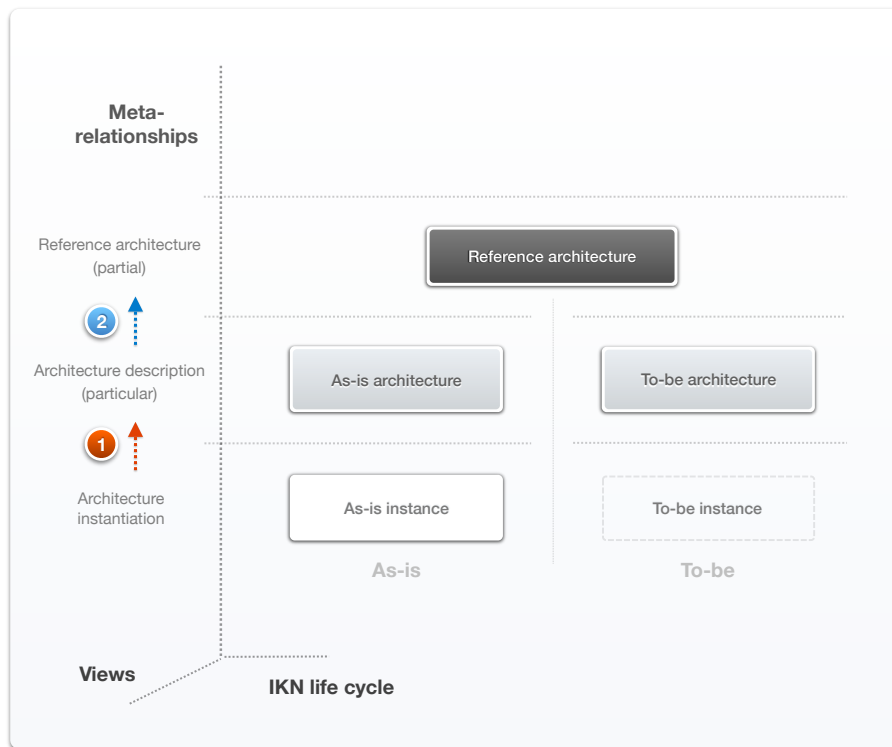 Meta-
relationships
Reference architecture
(partial)
Reference architecture
2
Architecture description
(particular)
As-is architecture
To-be architecture
1
Architecture
instantiation
As-is instance
To-be instance
As-is
To-be
Views
IKN life cycle